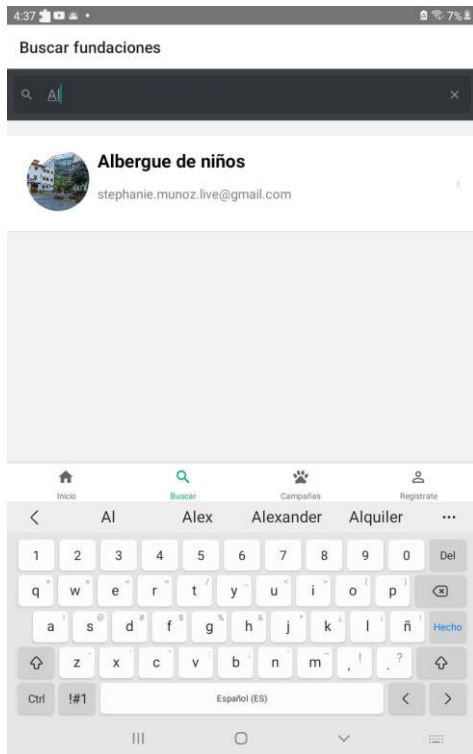 4:37
7%
Buscar fundaciones
Al
Albergue de niños
stephanie.munoz.live@gmail.com
Inicio Buscar Campañas Registrate
Al Alex Alexander Alquiler
1 2 3 4 5 6 7 8 9 0 Del
q w e r t y u i o p
a s d f g h j k l ñ Hecho
z x c v b n m , ! . ?
Ctrl !#1 Español (ES) < >